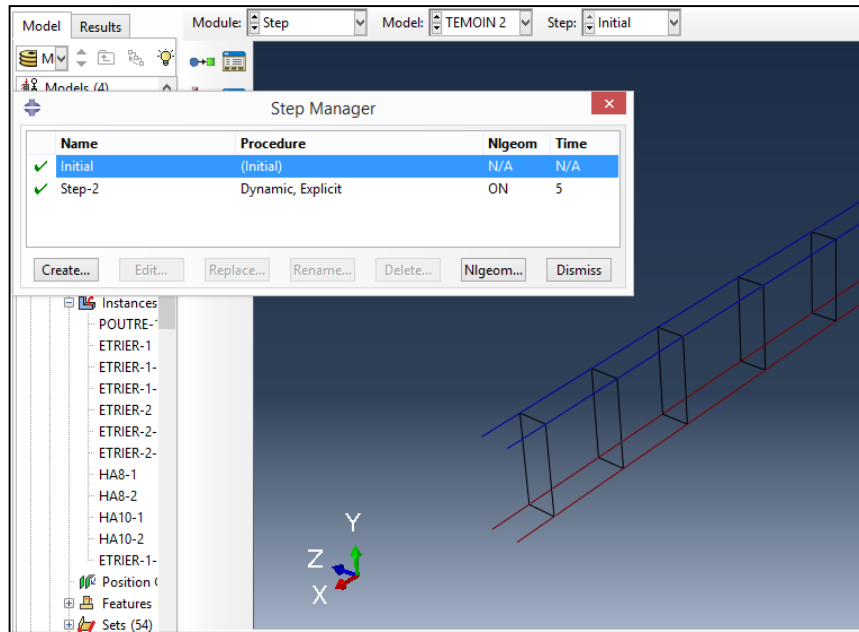 Model Results Module: Step Model: TEMOIN 2 Step: Initial
M
Models (4)
Step Manager
Name Procedure Nlgeom Time
Initial (Initial) N/A N/A
Step-2 Dynamic, Explicit ON 5
Create... Edit... Replace... Rename... Delete... Nlgeom... Dismiss
Instances
POUTRE-1
ETRIER-1
ETRIER-1-
ETRIER-1-
ETRIER-2
ETRIER-2-
ETRIER-2-
HA8-1
HA8-2
HA10-1
HA10-2
ETRIER-1-
Position (
Features
Sets (54)
Y
Z
X